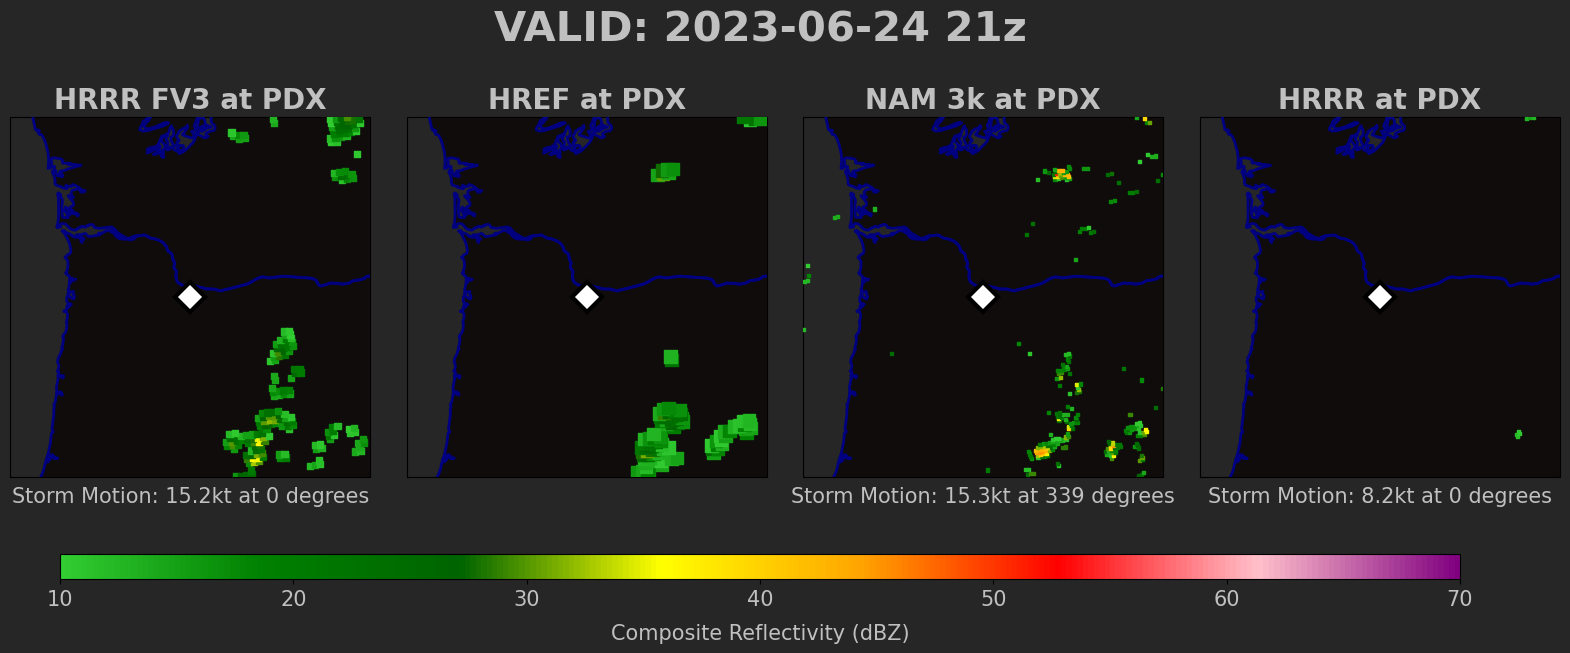 VALID: 2023-06-24 21z
HRRR FV3 at PDX
HREF at PDX
NAM 3k at PDX
HRRR at PDX
Storm Motion: 15.2kt at 0 degrees
Storm Motion: 15.3kt at 339 degrees
Storm Motion: 8.2kt at 0 degrees
10 20 30 40 50 60 70
Composite Reflectivity (dBZ)